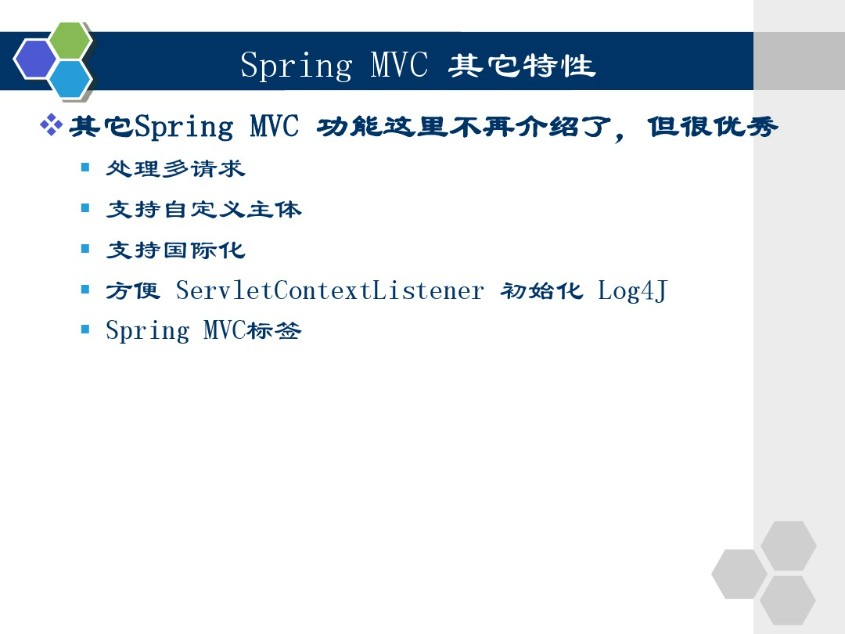 Spring MVC 其它特性
其它Spring MVC 功能这里不再介绍了，但很优秀
处理多请求
支持自定义主体
支持国际化
方便 ServletContextListener 初始化 Log4J
Spring MVC标签